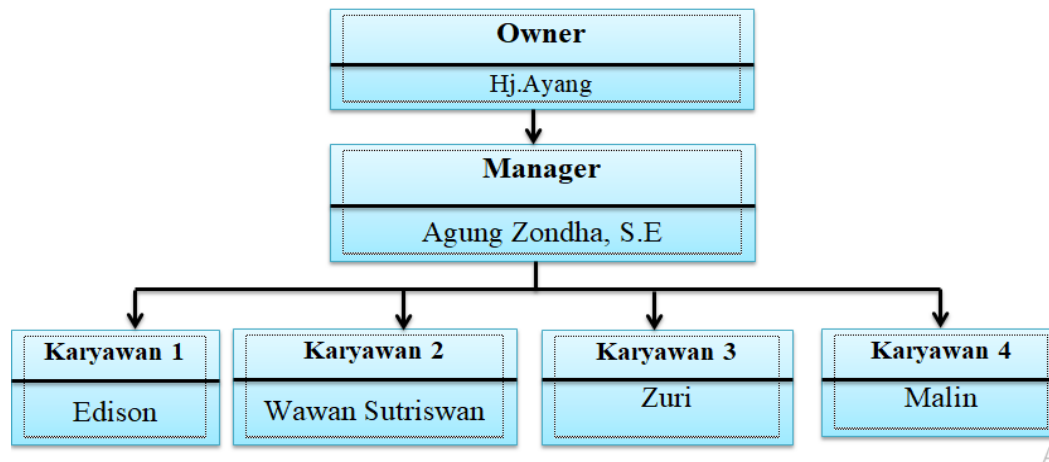 Owner
Hj.Ayang
Manager
Agung Zondha, S.E
Karyawan 1
Karyawan 2
Karyawan 3
Karyawan 4
Edison
Wawan Sutriswan
Zuri
Malin